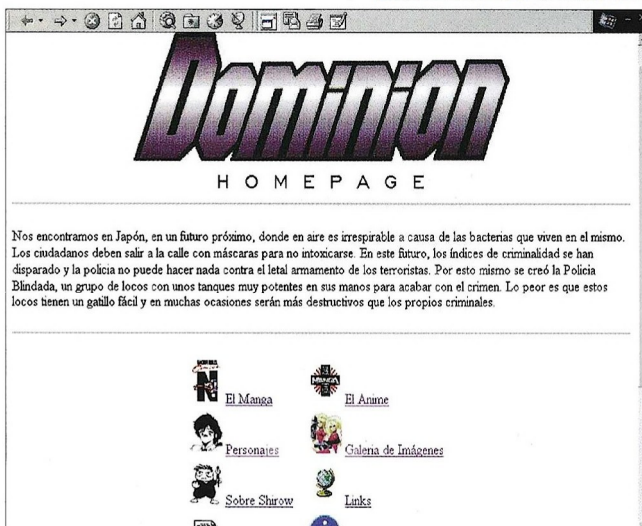 Dominion
HOMEPAGE
Nos encontramos en Japón, en un futuro próximo, donde en aire es irrespirable a causa de las bacterias que viven en el mismo.
Los ciudadanos deben salir a la calle con máscaras para no intoxicarse. En este futuro, los índices de criminalidad se han
disparado y la policia no puede hacer nada contra el letal armamento de los terroristas. Por esto mismo se creó la Policia
Blindada, un grupo de locos con unos tanques muy potentes en sus manos para acabar con el crimen. Lo peor es que estos
locos tienen un gatillo fácil y en muchas ocasiones serán más destructivos que los propios criminales.
El Manga
El Anime
Personajes
Galeria de Imágenes
Sobre Shirow
Links